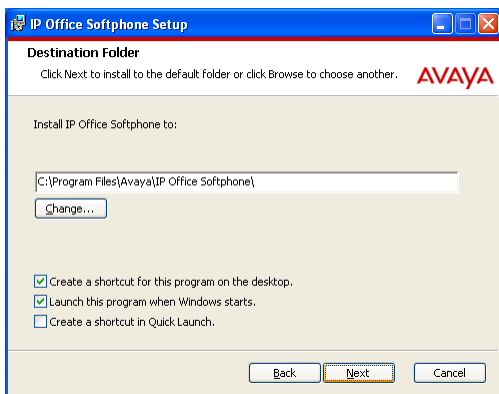 IP Office Softphone Setup
Destination Folder
Click Next to install to the default folder or click Browse to choose another.
AVAYA
Install IP Office Softphone to:
C:\Program Files\Avaya\IP Office Softphone\
Change...
Create a shortcut for this program on the desktop.
Launch this program when Windows starts.
Create a shortcut in Quick Launch.
Back Next Cancel